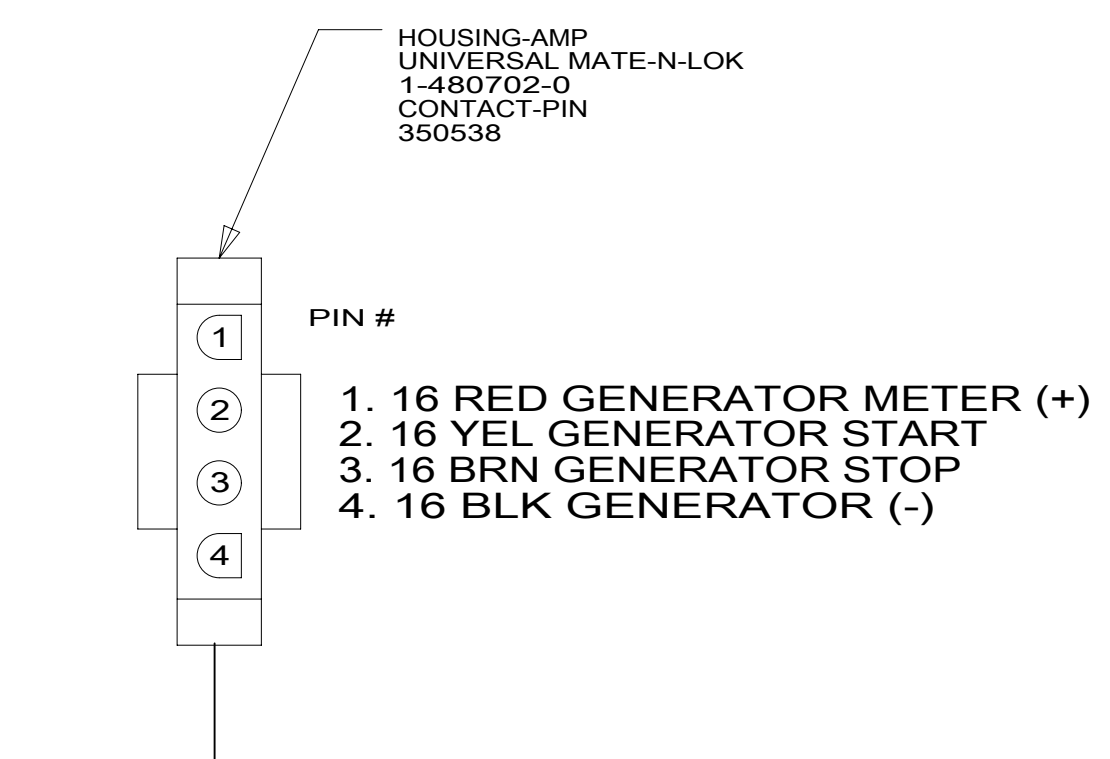 HOUSING-AMP
UNIVERSAL MATE-N-LOK
1-480702-0
CONTACT-PIN
350538
PIN #
1
2
3
4
1. 16 RED GENERATOR METER (+)
2. 16 YEL GENERATOR START
3. 16 BRN GENERATOR STOP
4. 16 BLK GENERATOR (-)